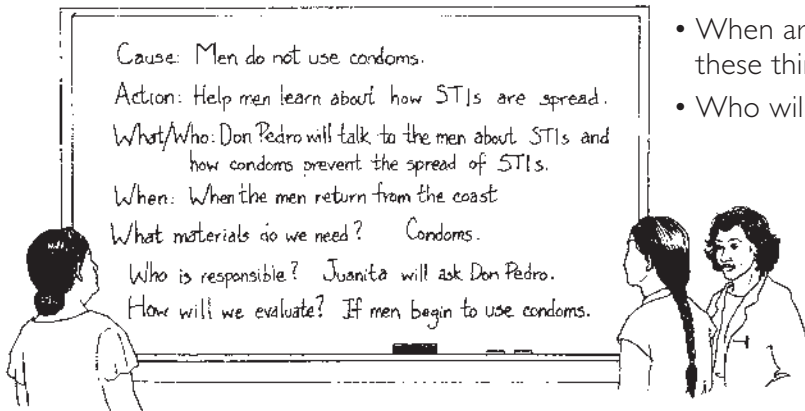 Cause: Men do not use condoms.
Action: Help men learn about how STIs are spread.
What/Who: Don Pedro will talk to the men about STIs and
how condoms prevent the spread of STIs.
When: When the men return from the coast
What materials do we need? Condoms.
Who is responsible? Juanita will ask Don Pedro.
How will we evaluate? If men begin to use condoms.
• When
these
• Who